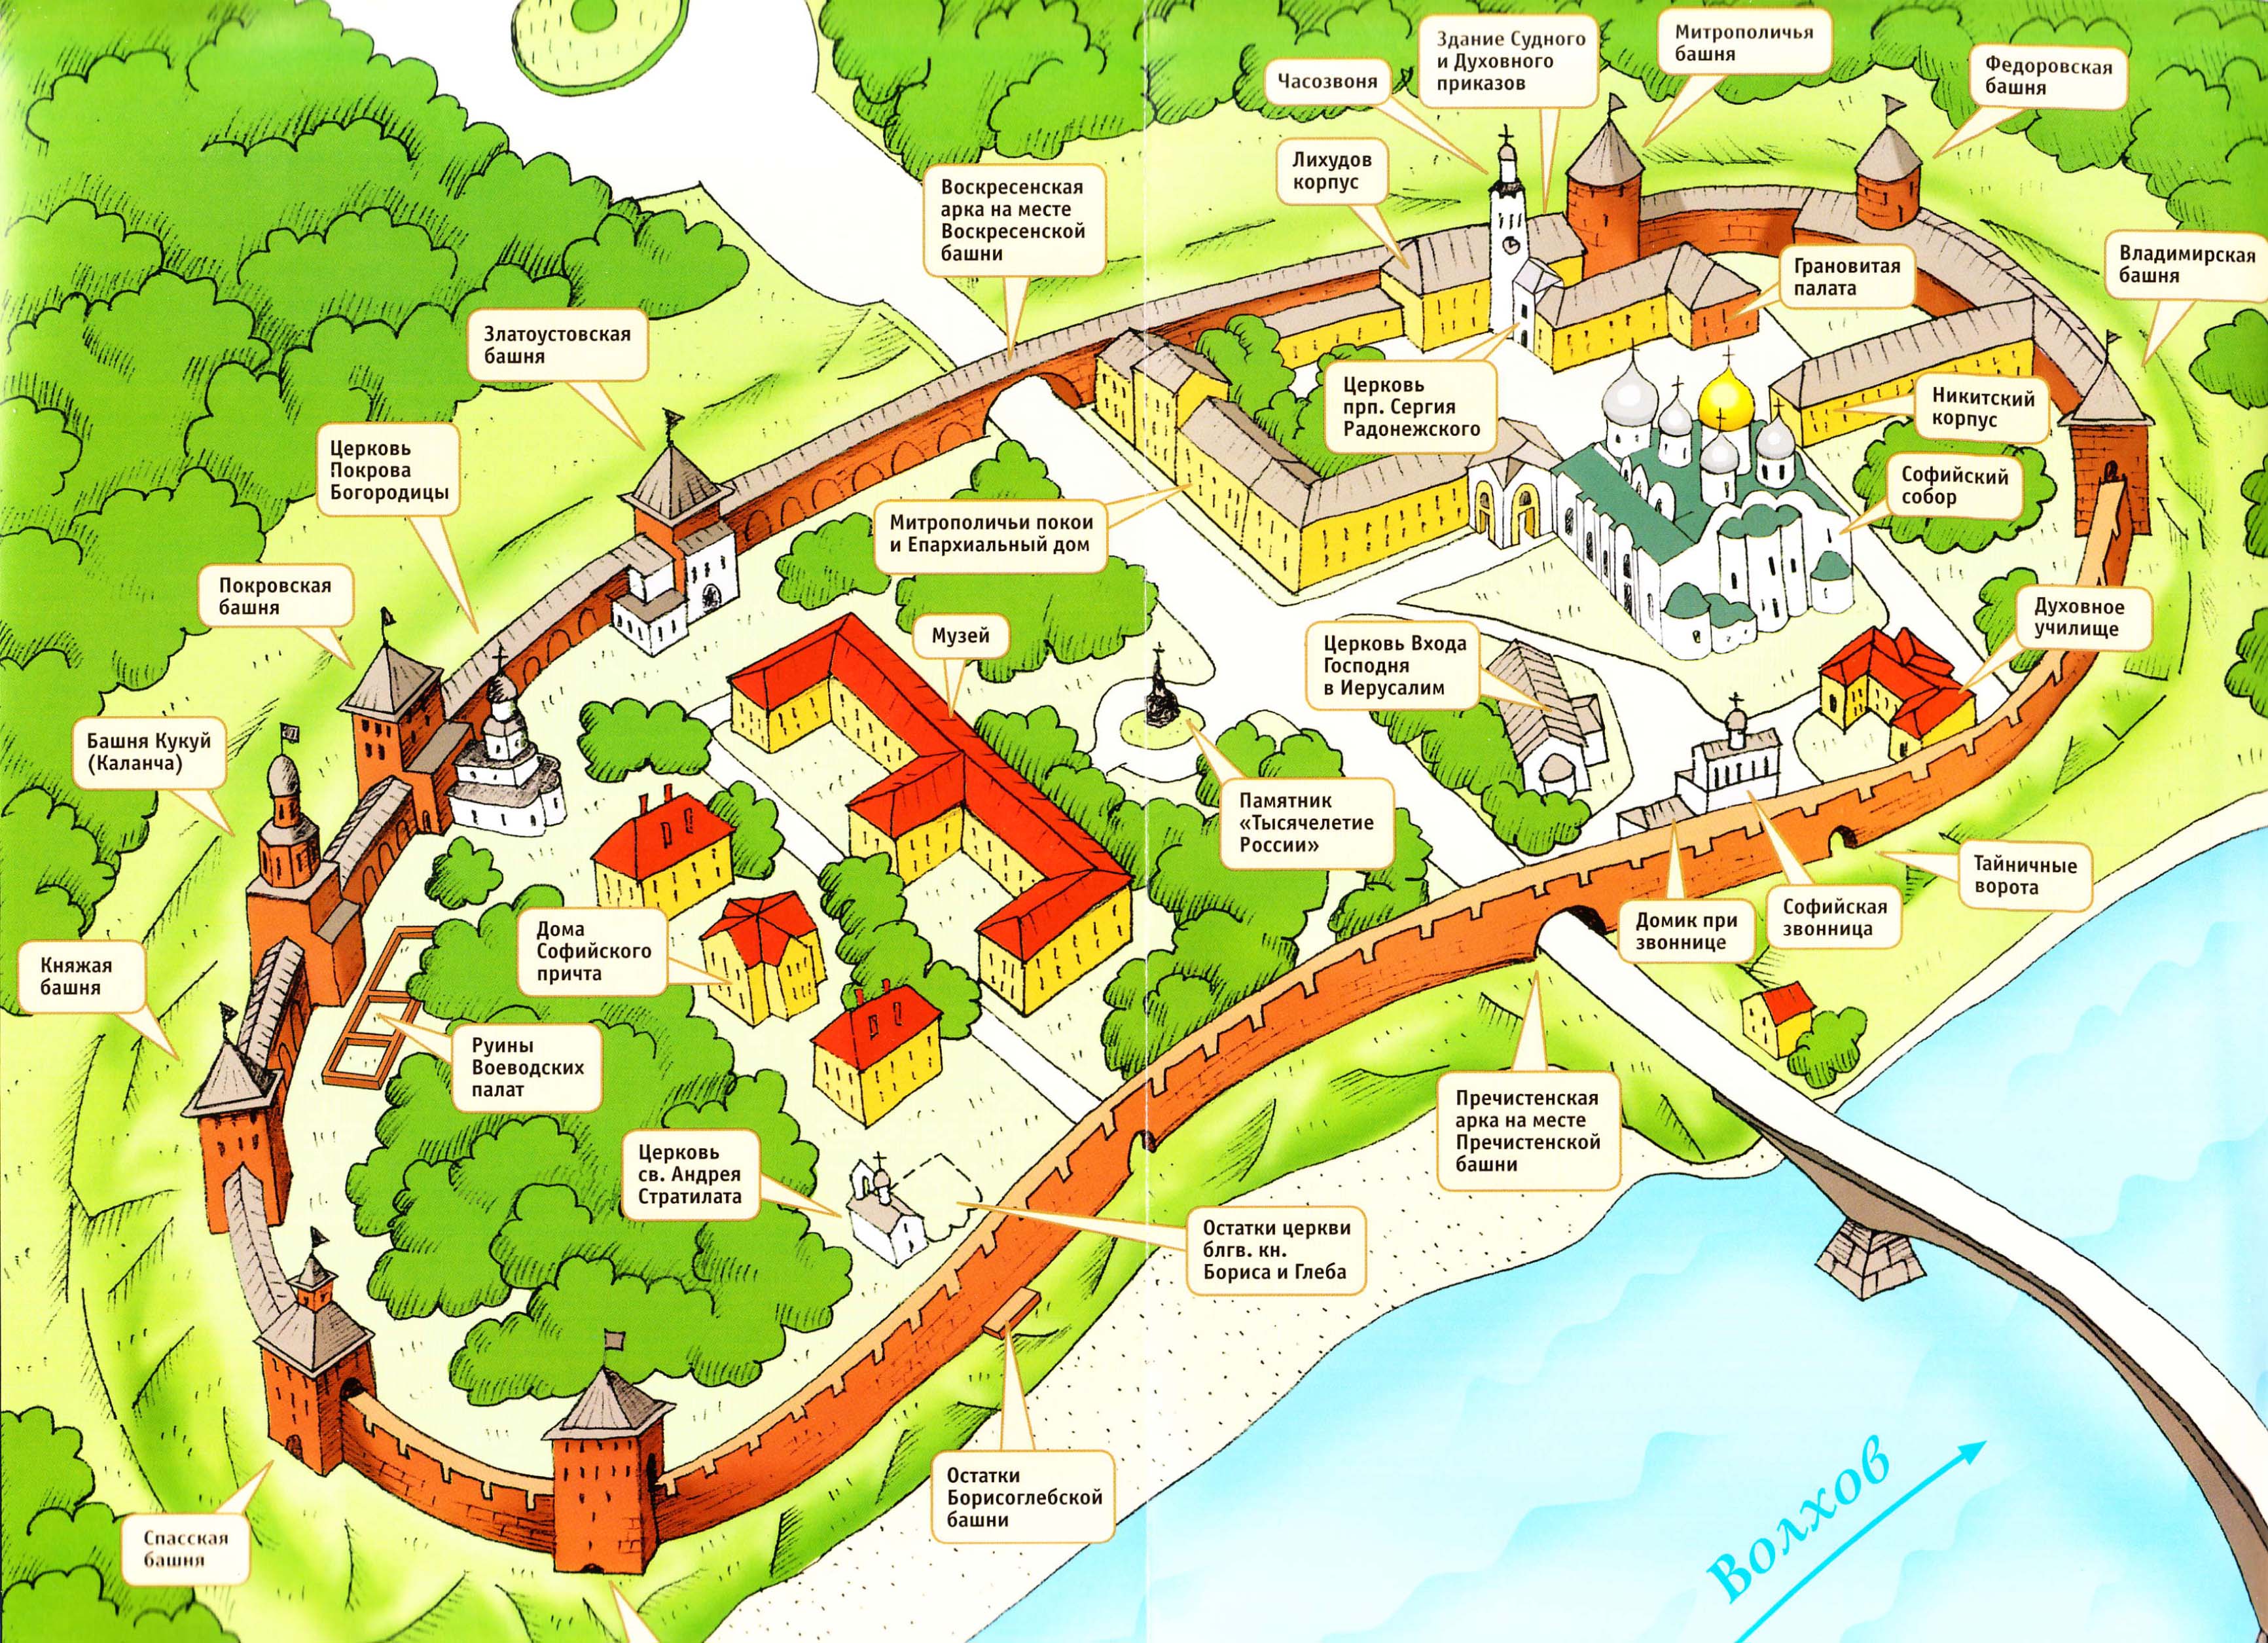 Здание Судного
и Духовного
приказов
Митрополичья
башня
Часозвоня
Федоровская
башня
Лихудов
корпус
Воскресенская
арка на месте
Воскресенской
башни
Владимирская
башня
Грановитая
палата
Златоустовская
башня
Церковь
прп. Сергия
Радонежского
Никитский
корпус
Церковь
Покрова
Богородицы
Софийский
собор
Митрополичьи покои
и Епархиальный дом
Покровская
башня
Духовное
училище
Музей
Церковь Входа
Господня
в Иерусалим
Башня Кукуй
(Каланча)
Памятник
«Тысячелетие
России»
Тайничные
ворота
Домик при
звоннице
Софийская
звонница
Дома
Софийского
причта
Княжая
башня
Руины
Воеводских
палат
Пречистенская
арка на месте
Пречистенской
башни
Церковь
св. Андрея
Стратилата
Остатки церкви
блгв. кн.
Бориса и Глеба
Остатки
Борисоглебской
башни
Спасская
башня
Волхов